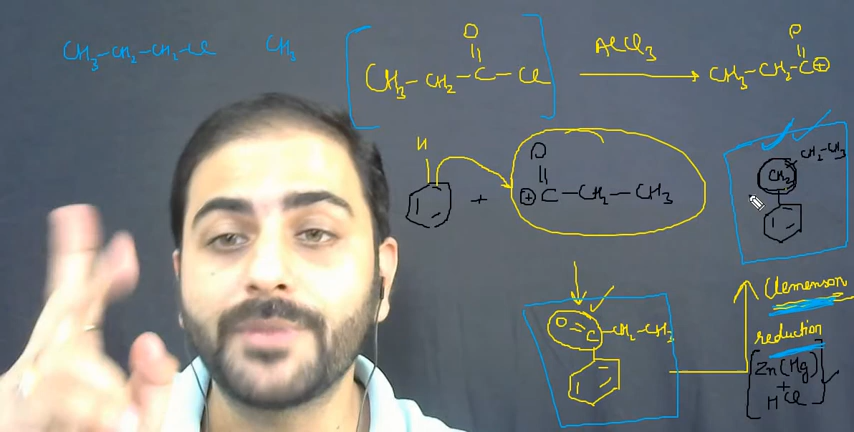 CH3-CH2-CH2-Cl CH3
O
CH3-CH2-C-Cl
AlCl3
O
CH3-CH2-C⊕
H
+
O
⊕C-CH2-CH3
CH2-CH3
CH2
O=C-CH2-CH3
Clemenson
reduction
[Zn(Hg)
+
HCl]